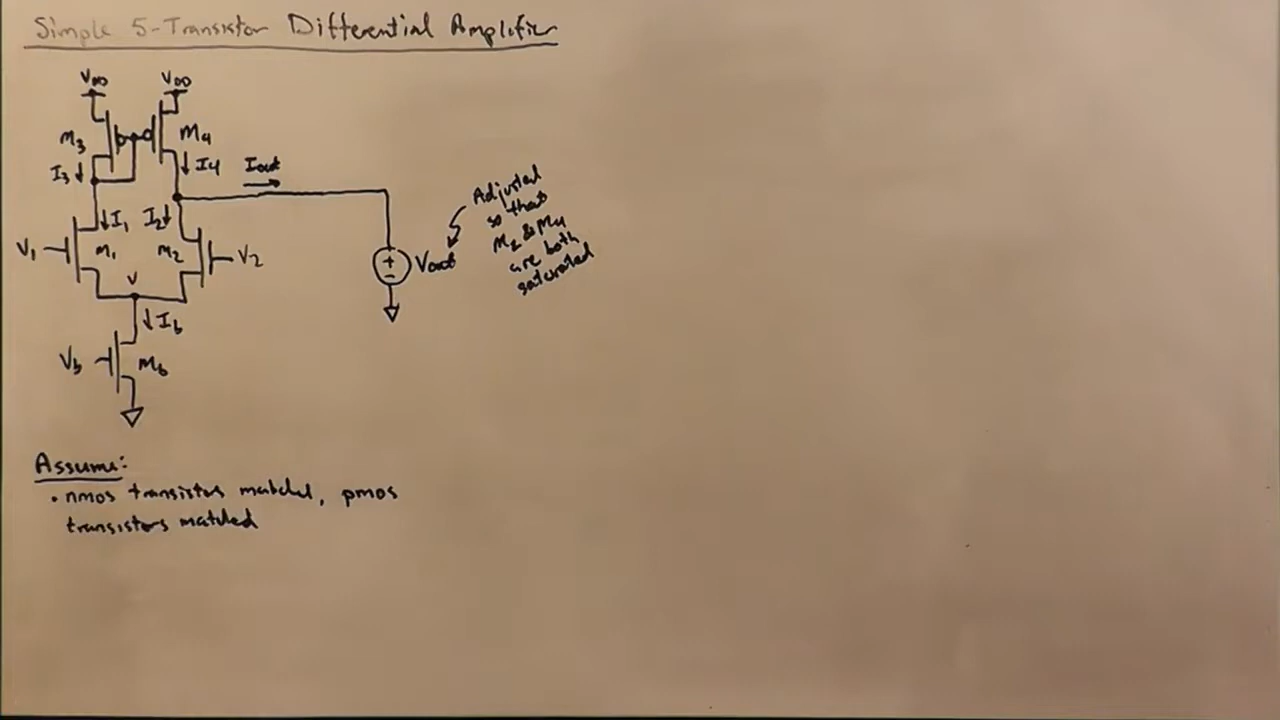 Simple 5-Transistor Differential Amplifier
VDD VDD
M3 M4
I3 I4 Iout
I1 I2
V1 M1 M2 V2
V
Ib
Vb Mb
Vout
Adjusted
so that
M2 & M4
are both
saturated
Assume:
• nmos transistors matched, pmos
transistors matched